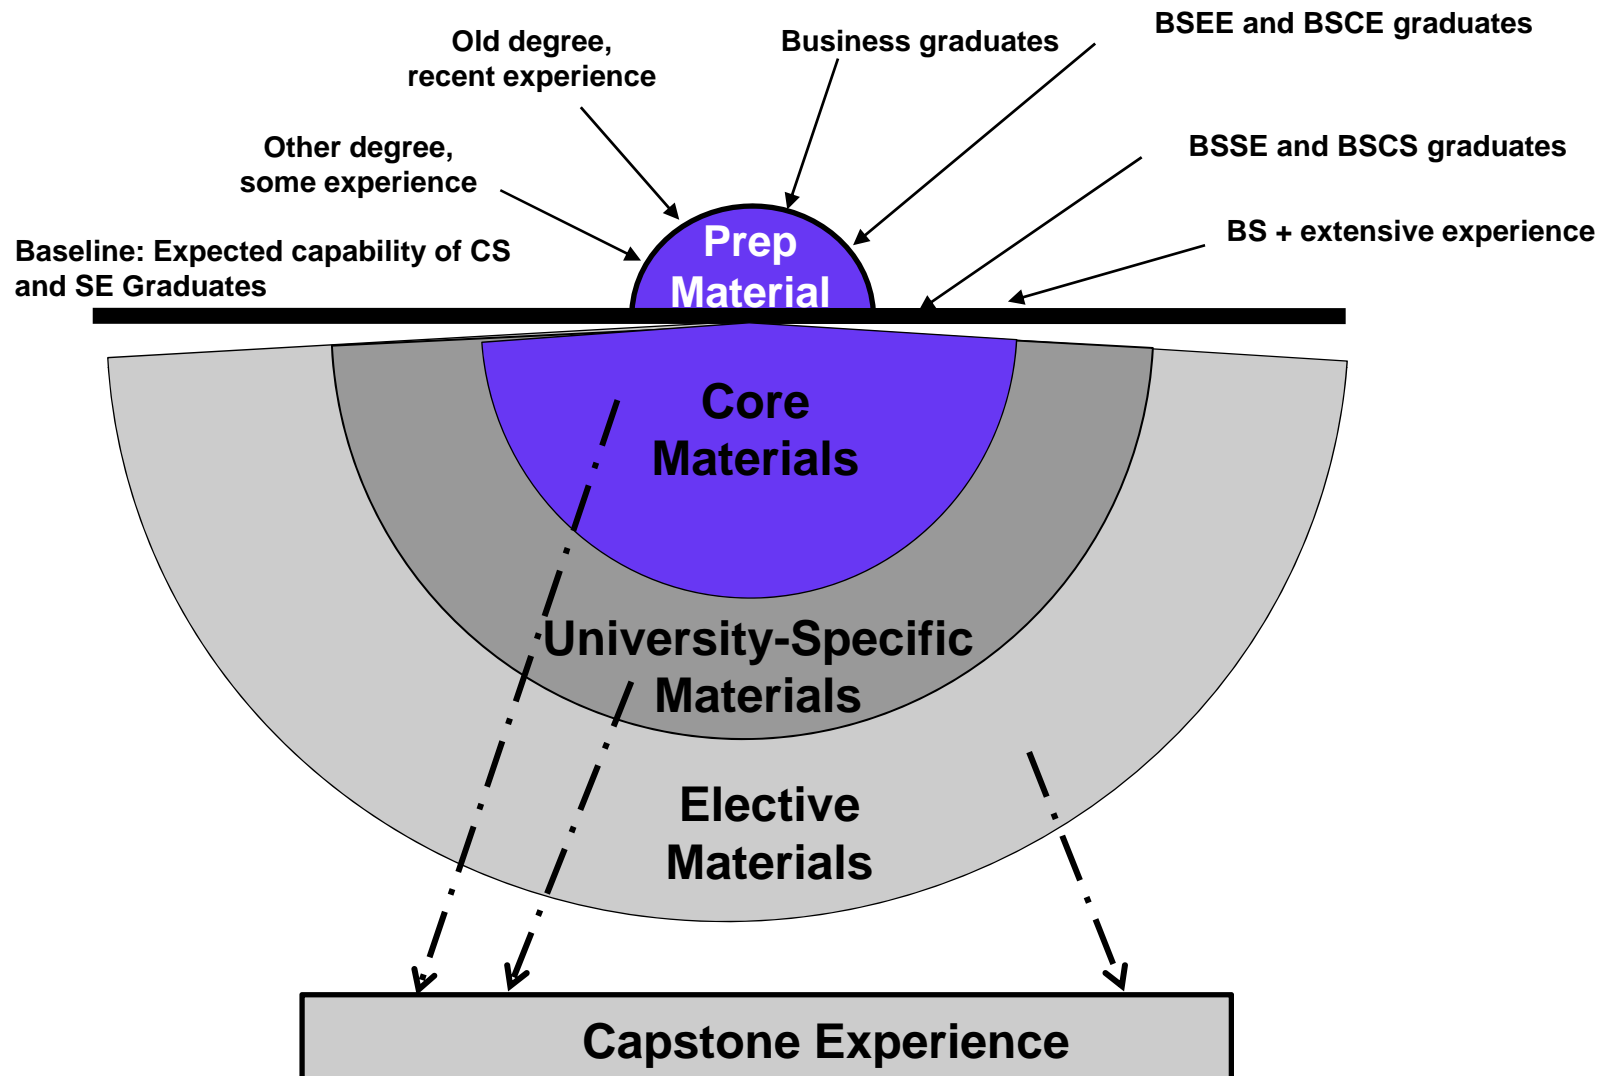 BSEE and BSCE graduates
Old degree,
recent experience
Business graduates
Other degree,
some experience
BSSE and BSCS graduates
BS + extensive experience
Baseline: Expected capability of CS
and SE Graduates
Prep
Material
Core
Materials
University-Specific
Materials
Elective
Materials
Capstone Experience